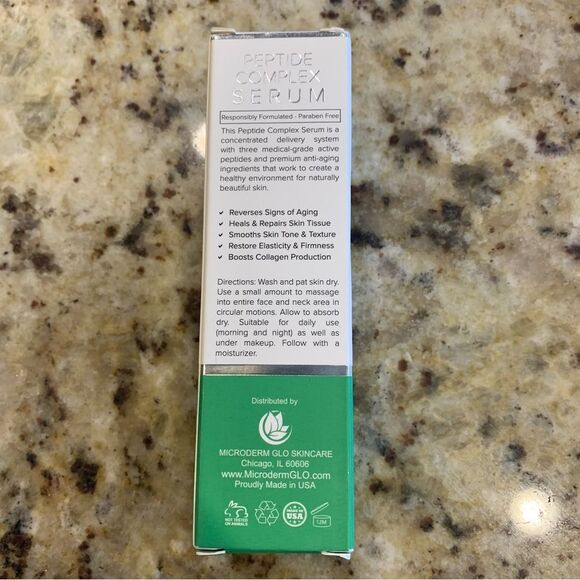 PEPTIDE
COMPLEX
SERUM
Responsibly Formulated - Paraben Free
This Peptide Complex Serum is a
concentrated delivery system
with three medical-grade active
peptides and premium anti-aging
ingredients that work to create a
healthy environment for naturally
beautiful skin.
✓ Reverses Signs of Aging
✓ Heals & Repairs Skin Tissue
✓ Smooths Skin Tone & Texture
✓ Restore Elasticity & Firmness
✓ Boosts Collagen Production
Directions: Wash and pat skin dry.
Use a small amount to massage
into entire face and neck area in
circular motions. Allow to absorb
dry. Suitable for daily use
(morning and night) as well as
under makeup. Follow with a
moisturizer.
Distributed by
MICRODERM GLO SKINCARE
Chicago, IL 60606
www.MicrodermGLO.com
Proudly Made in USA
NOT TESTED
ON ANIMALS
MADE IN
USA
12M